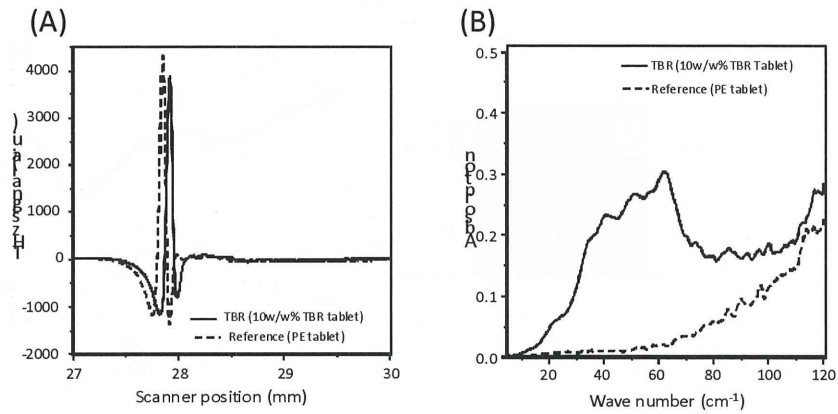 (A)
4000
3000
2000
1000
0
-1000
-2000
TBR (10w/w% TBR tablet)
Reference (PE tablet)
27
28
29
30
Scanner position (mm)
(B)
0.5
0.4
0.3
0.2
0.1
0.0
TBR (10w/w% TBR Tablet)
Reference (PE tablet)
20
40
60
80
100
120
Wave number (cm⁻¹)